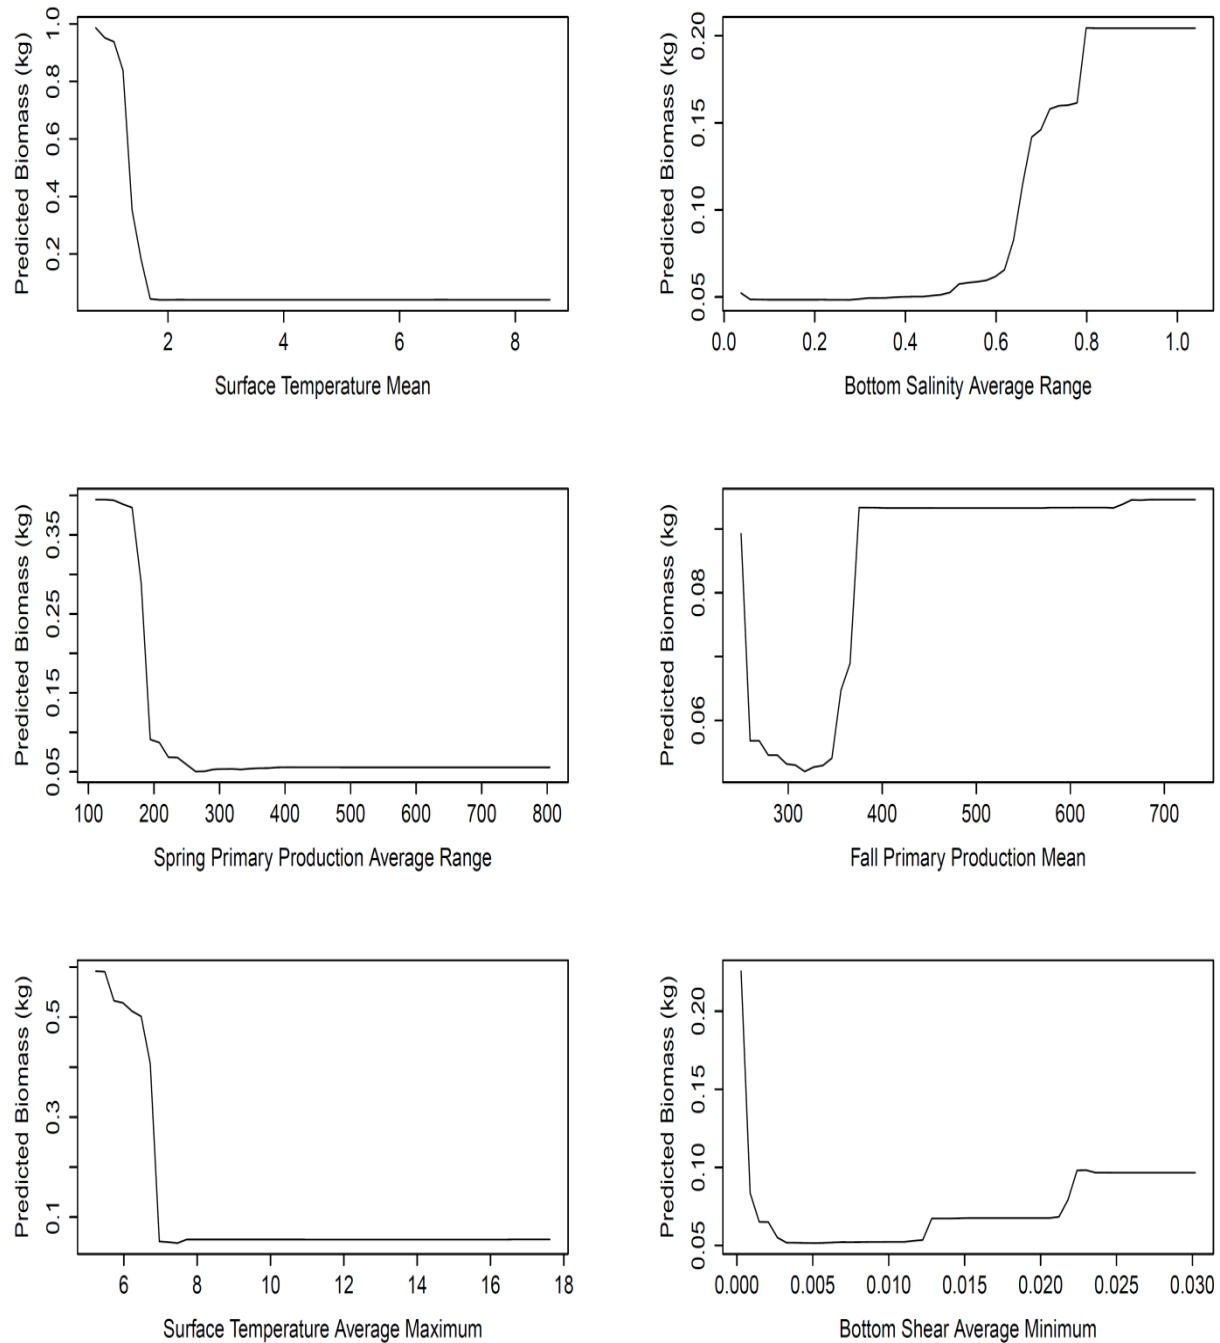 Predicted Biomass (kg)
1.0
0.8
0.6
0.4
0.2
2 4 6 8
Surface Temperature Mean
Predicted Biomass (kg)
0.20
0.15
0.10
0.05
0.0 0.2 0.4 0.6 0.8 1.0
Bottom Salinity Average Range
Predicted Biomass (kg)
0.35
0.25
0.15
0.05
100 200 300 400 500 600 700 800
Spring Primary Production Average Range
Predicted Biomass (kg)
0.08
0.06
300 400 500 600 700
Fall Primary Production Mean
Predicted Biomass (kg)
0.5
0.3
0.1
6 8 10 12 14 16 18
Surface Temperature Average Maximum
Predicted Biomass (kg)
0.20
0.15
0.10
0.05
0.000 0.005 0.010 0.015 0.020 0.025 0.030
Bottom Shear Average Minimum